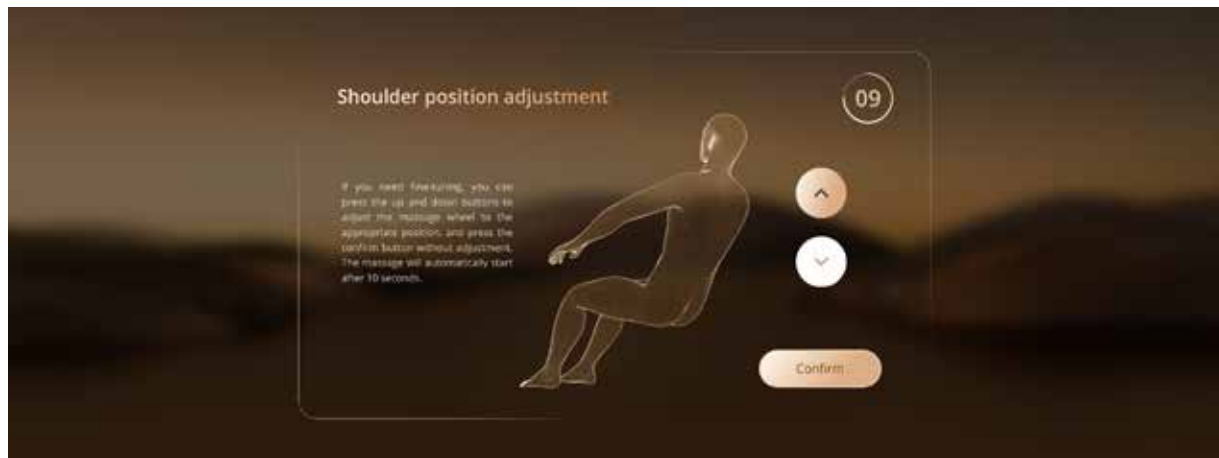 Shoulder position adjustment
09
If you need fine-tuning, you can
press the up and down buttons to
adjust the massage wheel to the
appropriate position, and press the
confirm button without adjustment.
The massage will automatically start
after 10 seconds.
Confirm